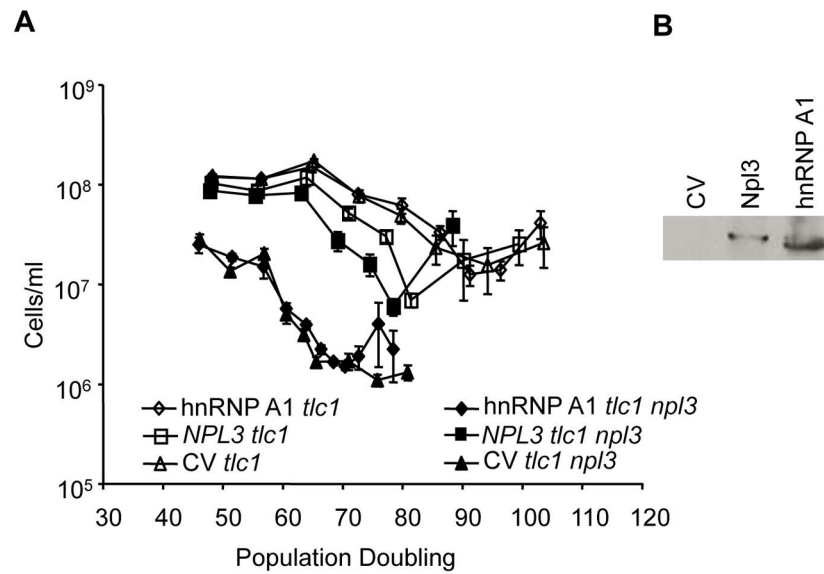 A
B
10⁹
10⁸
10⁷
10⁶
10⁵
Cells/ml
30 40 50 60 70 80 90 100 110 120
Population Doubling
hnRNP A1 tlc1
NPL3 tlc1
CV tlc1
hnRNP A1 tlc1 npl3
NPL3 tlc1 npl3
CV tlc1 npl3
CV
Npl3
hnRNP A1